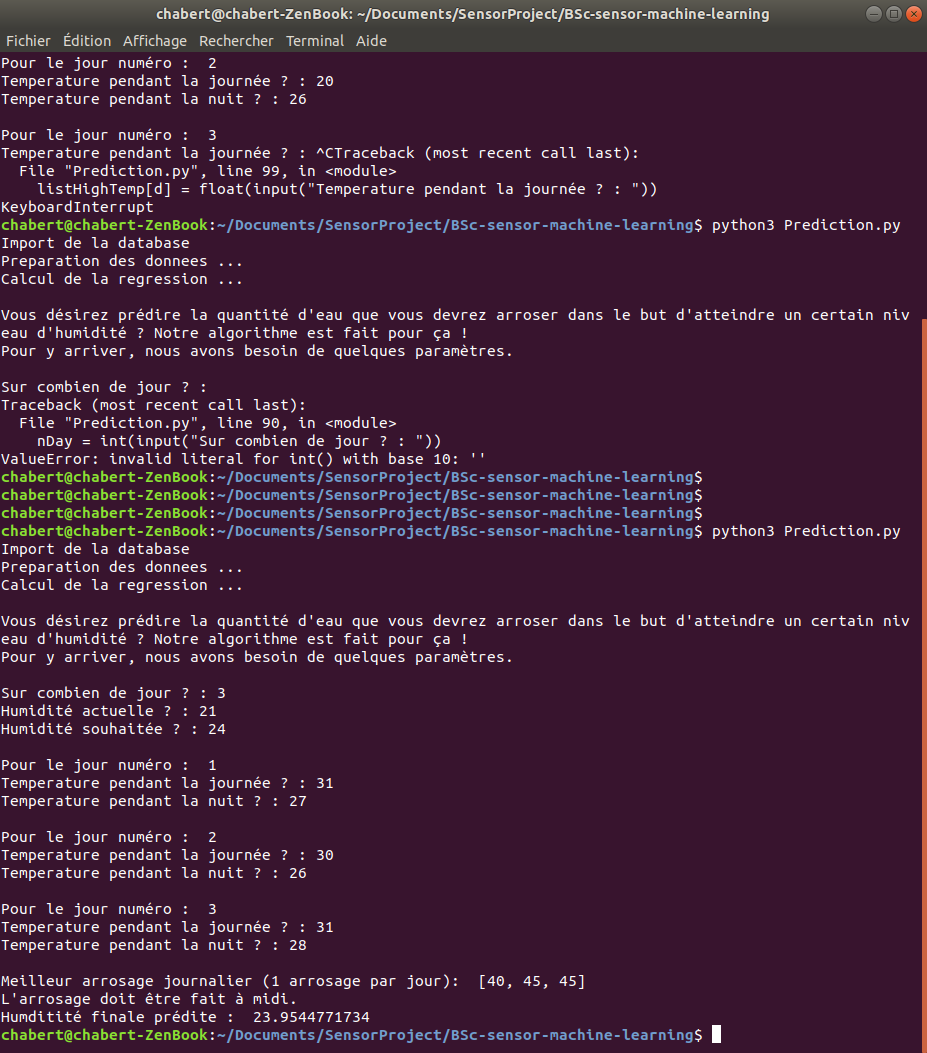 chabert@chabert-ZenBook: ~/Documents/SensorProject/BSc-sensor-machine-learning
Fichier Édition Affichage Rechercher Terminal Aide
Pour le jour numéro :  2
Temperature pendant la journée ? : 20
Temperature pendant la nuit ? : 26

Pour le jour numéro :  3
Temperature pendant la journée ? : ^CTraceback (most recent call last):
  File "Prediction.py", line 99, in <module>
    listHighTemp[d] = float(input("Temperature pendant la journée ? : "))
KeyboardInterrupt
chabert@chabert-ZenBook:~/Documents/SensorProject/BSc-sensor-machine-learning$ python3 Prediction.py
Import de la database
Preparation des donnees ...
Calcul de la regression ...

Vous désirez prédire la quantité d'eau que vous devrez arroser dans le but d'atteindre un certain niv
eau d'humidité ? Notre algorithme est fait pour ça !
Pour y arriver, nous avons besoin de quelques paramètres.

Sur combien de jour ? :
Traceback (most recent call last):
  File "Prediction.py", line 90, in <module>
    nDay = int(input("Sur combien de jour ? : "))
ValueError: invalid literal for int() with base 10: ''
chabert@chabert-ZenBook:~/Documents/SensorProject/BSc-sensor-machine-learning$
chabert@chabert-ZenBook:~/Documents/SensorProject/BSc-sensor-machine-learning$
chabert@chabert-ZenBook:~/Documents/SensorProject/BSc-sensor-machine-learning$
chabert@chabert-ZenBook:~/Documents/SensorProject/BSc-sensor-machine-learning$ python3 Prediction.py
Import de la database
Preparation des donnees ...
Calcul de la regression ...

Vous désirez prédire la quantité d'eau que vous devrez arroser dans le but d'atteindre un certain niv
eau d'humidité ? Notre algorithme est fait pour ça !
Pour y arriver, nous avons besoin de quelques paramètres.

Sur combien de jour ? : 3
Humidité actuelle ? : 21
Humidité souhaitée ? : 24

Pour le jour numéro :  1
Temperature pendant la journée ? : 31
Temperature pendant la nuit ? : 27

Pour le jour numéro :  2
Temperature pendant la journée ? : 30
Temperature pendant la nuit ? : 26

Pour le jour numéro :  3
Temperature pendant la journée ? : 31
Temperature pendant la nuit ? : 28

Meilleur arrosage journalier (1 arrosage par jour):  [40, 45, 45]
L'arrosage doit être fait à midi.
Humditité finale prédite :  23.9544771734
chabert@chabert-ZenBook:~/Documents/SensorProject/BSc-sensor-machine-learning$